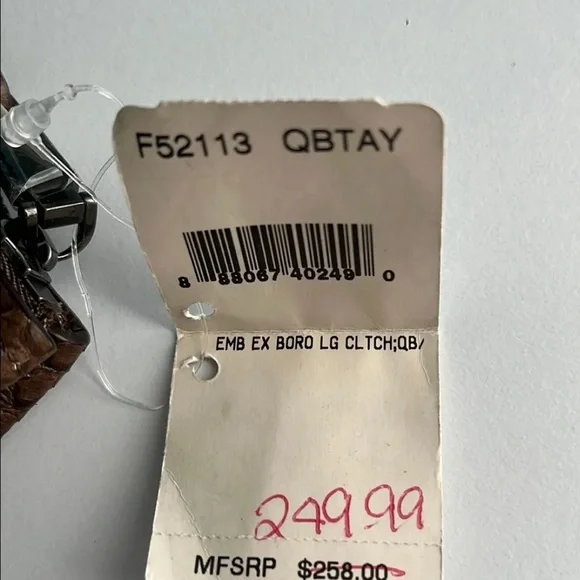 F52113 QBTAY
8 88067 40249 0
EMB EX BORO LG CLTCH;QB/
249.99
MFSRP $258.00